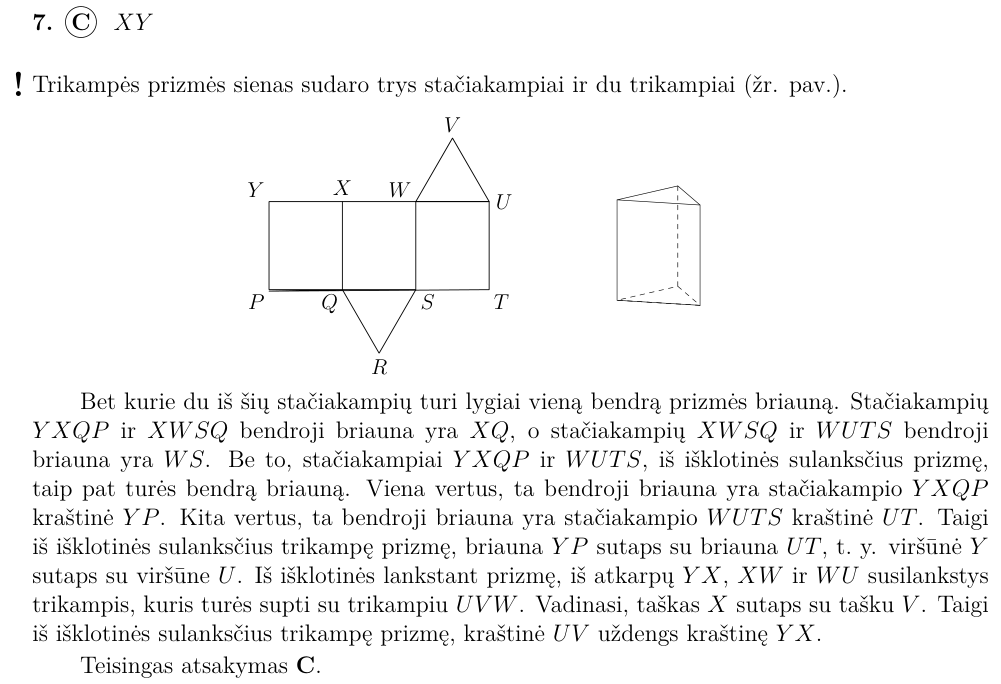 7. C XY
! Trikampės prizmės sienas sudaro trys stačiakampiai ir du trikampiai (žr. pav.).
V
Y X W U
P Q S T
R
Bet kurie du iš šių stačiakampių turi lygiai vieną bendrą prizmės briauną. Stačiakampių
YXQP ir XWSQ bendroji briauna yra XQ, o stačiakampių XWSQ ir WUTS bendroji
briauna yra WS. Be to, stačiakampiai YXQP ir WUTS, iš išklotinės sulanksčius prizmę,
taip pat turės bendrą briauną. Viena vertus, ta bendroji briauna yra stačiakampio YXQP
kraštinė YP. Kita vertus, ta bendroji briauna yra stačiakampio WUTS kraštinė UT. Taigi
iš išklotinės sulanksčius trikampę prizmę, briauna YP sutaps su briauna UT, t. y. viršūnė Y
sutaps su viršūne U. Iš išklotinės lankstant prizmę, iš atkarpų YX, XW ir WU susilankstys
trikampis, kuris turės supti su trikampiu UVW. Vadinasi, taškas X sutaps su tašku V. Taigi
iš išklotinės sulanksčius trikampę prizmę, kraštinė UV uždengs kraštinę YX.
Teisingas atsakymas C.